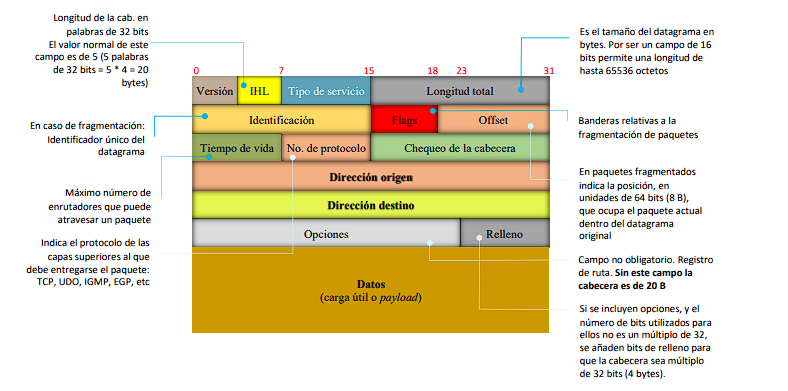 Longitud de la cab. en
palabras de 32 bits
El valor normal de este
campo es de 5 (5 palabras
de 32 bits = 5 * 4 = 20
bytes)
Es el tamaño del datagrama en
bytes. Por ser un campo de 16
bits permite una longitud de
hasta 65536 octetos
0 7 15 18 23 31
Versión IHL Tipo de servicio Longitud total
En caso de fragmentación:
Identificador único del
datagrama
Identificación Flags Offset
Banderas relativas a la
fragmentación de paquetes
Tiempo de vida No. de protocolo Chequeo de la cabecera
Dirección origen
Dirección destino
Opciones Relleno
Datos
(carga útil o payload)
Máximo número de
enrutadores que puede
atravesar un paquete
Indica el protocolo de las
capas superiores al que
debe entregarse el paquete:
TCP, UDO, IGMP, EGP, etc
En paquetes fragmentados
indica la posición, en
unidades de 64 bits (8 B),
que ocupa el paquete actual
dentro del datagrama
original
Campo no obligatorio. Registro
de ruta. Sin este campo la
cabecera es de 20 B
Si se incluyen opciones, y el
número de bits utilizados para
ellos no es un múltiplo de 32,
se añaden bits de relleno para
que la cabecera sea múltiplo
de 32 bits (4 bytes).